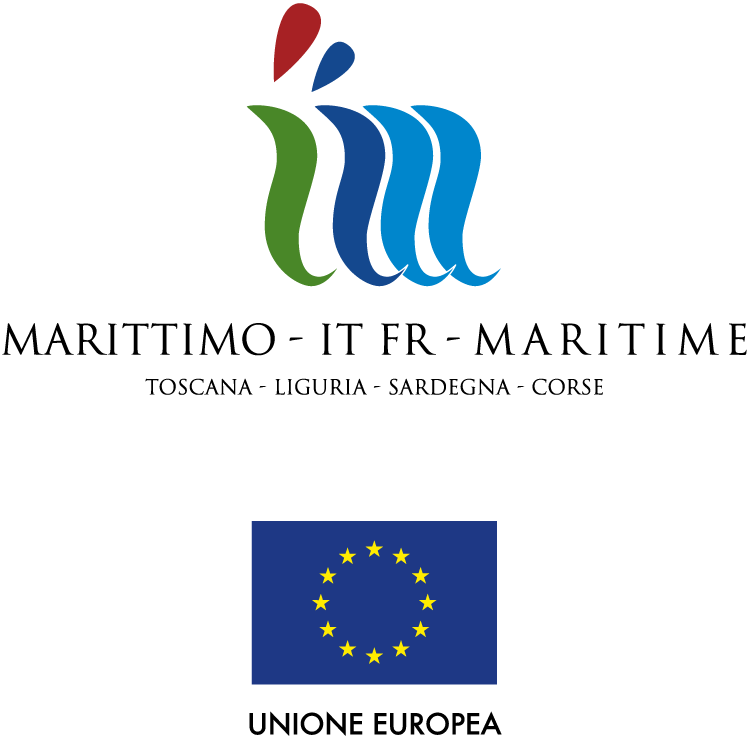 MARITTIMO - IT FR - MARITIME
TOSCANA - LIGURIA - SARDEGNA - CORSE
UNIONE EUROPEA